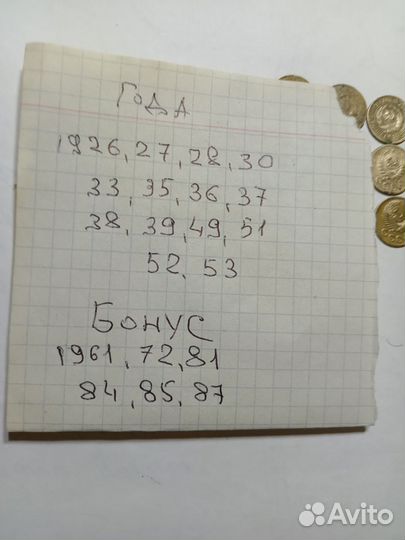 ГОДА
1926, 27, 28, 30
33, 35, 36, 37
38, 39, 49, 51
52, 53
БОНУС
1961, 72, 81
84, 85, 87
Avito